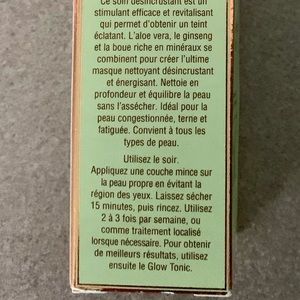 Ce soin désincrustant est un
stimulant efficace et revitalisant
qui permet d'obtenir un teint
éclatant. L'aloe vera, le ginseng
et la boue riche en minéraux se
combinent pour créer l'ultime
masque nettoyant désincrustant
et énergisant. Nettoie en
profondeur et équilibre la peau
sans l'assécher. Idéal pour la
peau congestionnée, terne et
fatiguée. Convient à tous les
types de peau.
Utilisez le soir.
Appliquez une couche mince sur
la peau propre en évitant la
région des yeux. Laissez sécher
15 minutes, puis rincez. Utilisez
2 à 3 fois par semaine, ou
comme traitement localisé
lorsque nécessaire. Pour obtenir
de meilleurs résultats, utilisez
ensuite le Glow Tonic.